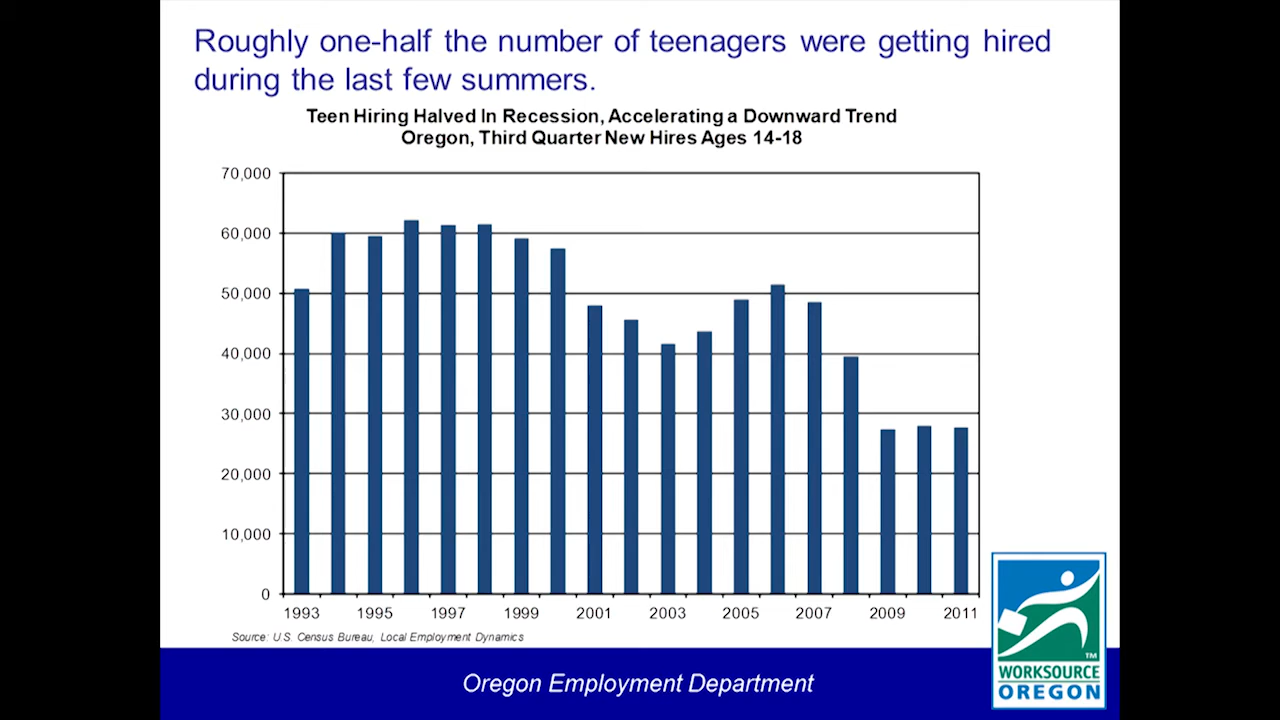 Roughly one-half the number of teenagers were getting hired
during the last few summers.
Teen Hiring Halved In Recession, Accelerating a Downward Trend
Oregon, Third Quarter New Hires Ages 14-18
70,000
60,000
50,000
40,000
30,000
20,000
10,000
0
1993 1995 1997 1999 2001 2003 2005 2007 2009 2011
Source: U.S. Census Bureau, Local Employment Dynamics
TM
WORKSOURCE
OREGON
Oregon Employment Department